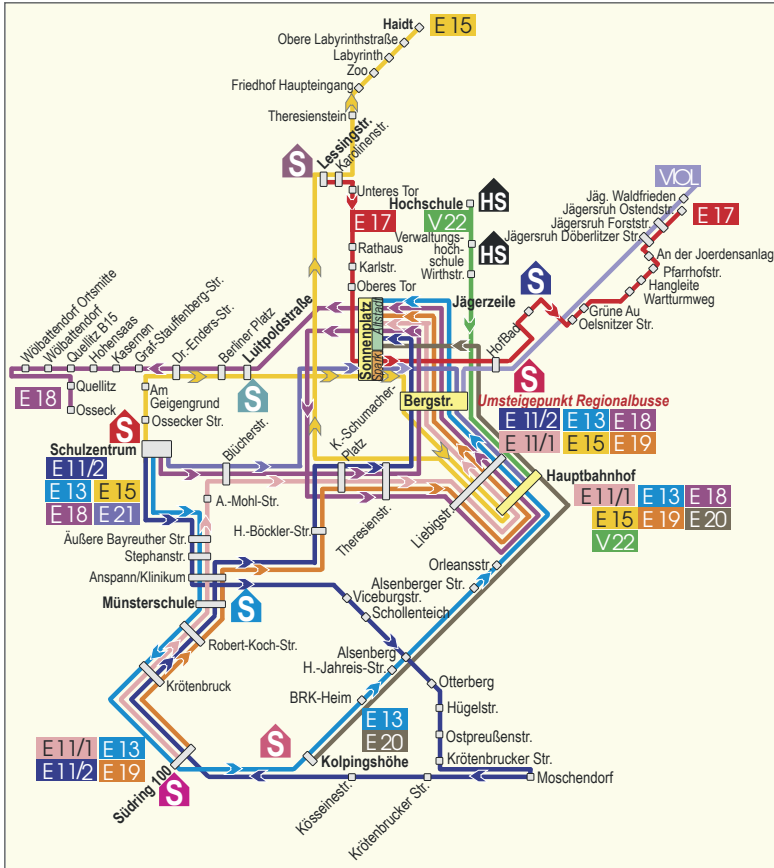 Haidt
E 15
Obere Labyrinthstraße
Labyrinth
Zoo
Friedhof Haupteingang
Theresienstein
Lessingstr.
Karolinenstr.
S
Unteres Tor
E 17
Rathaus
Karlstr.
Oberes Tor
Hochschule
HS
V22
Verwaltungs-
hoch-
schule
HS
Wirthstr.
VIOL
Jäg. Waldfrieden
Jägersruh Ostendstr.
E 17
Jägersruh Forststr.
Jägersruh Döberlitzer Str.
An der Joerdensanlag
Pfarrhofstr.
Hangleite
Wartturmweg
Grüne Au
Oelsnitzer Str.
S
Jägerzeile
HofBad
S
Sonnenplatz
Altstadt
Sparki
Wölbattendorf Ortsmitte
Wölbattendorf
Quellitz B15
Hohensaas
Kasernen
Graf-Stauffenberg-Str.
Dr.-Enders-Str.
Berliner Platz
Luitpoldstraße
S
E 18
Quellitz
Osseck
Am
Geigengrund
Ossecker Str.
S
Schulzentrum
E 11/2
E 13
E 15
E 18
E 21
Blücherstr.
A.-Mohl-Str.
K.-Schumacher-
Platz
H.-Böckler-Str.
Theresienstr.
Liebigstr.
Bergstr.
Umsteigepunkt Regionalbusse
E 11/2
E 13
E 18
E 11/1
E 15
E 19
Hauptbahnhof
E 11/1
E 13
E 18
E 15
E 19
E 20
V22
Äußere Bayreuther Str.
Stephanstr.
Anspann/Klinikum
Münsterschule
S
Robert-Koch-Str.
Krötenbruck
Orleansstr.
Alsenberger Str.
Viceburgstr.
Schollenteich
Alsenberg
H.-Jahreis-Str.
BRK-Heim
Otterberg
Hügelstr.
Ostpreußenstr.
Krötenbrucker Str.
Moschendorf
E 13
E 20
Kolpingshöhe
S
E 11/1
E 13
E 11/2
E 19
Südring 100
S
Kösseinestr.
Krötenbrucker Str.